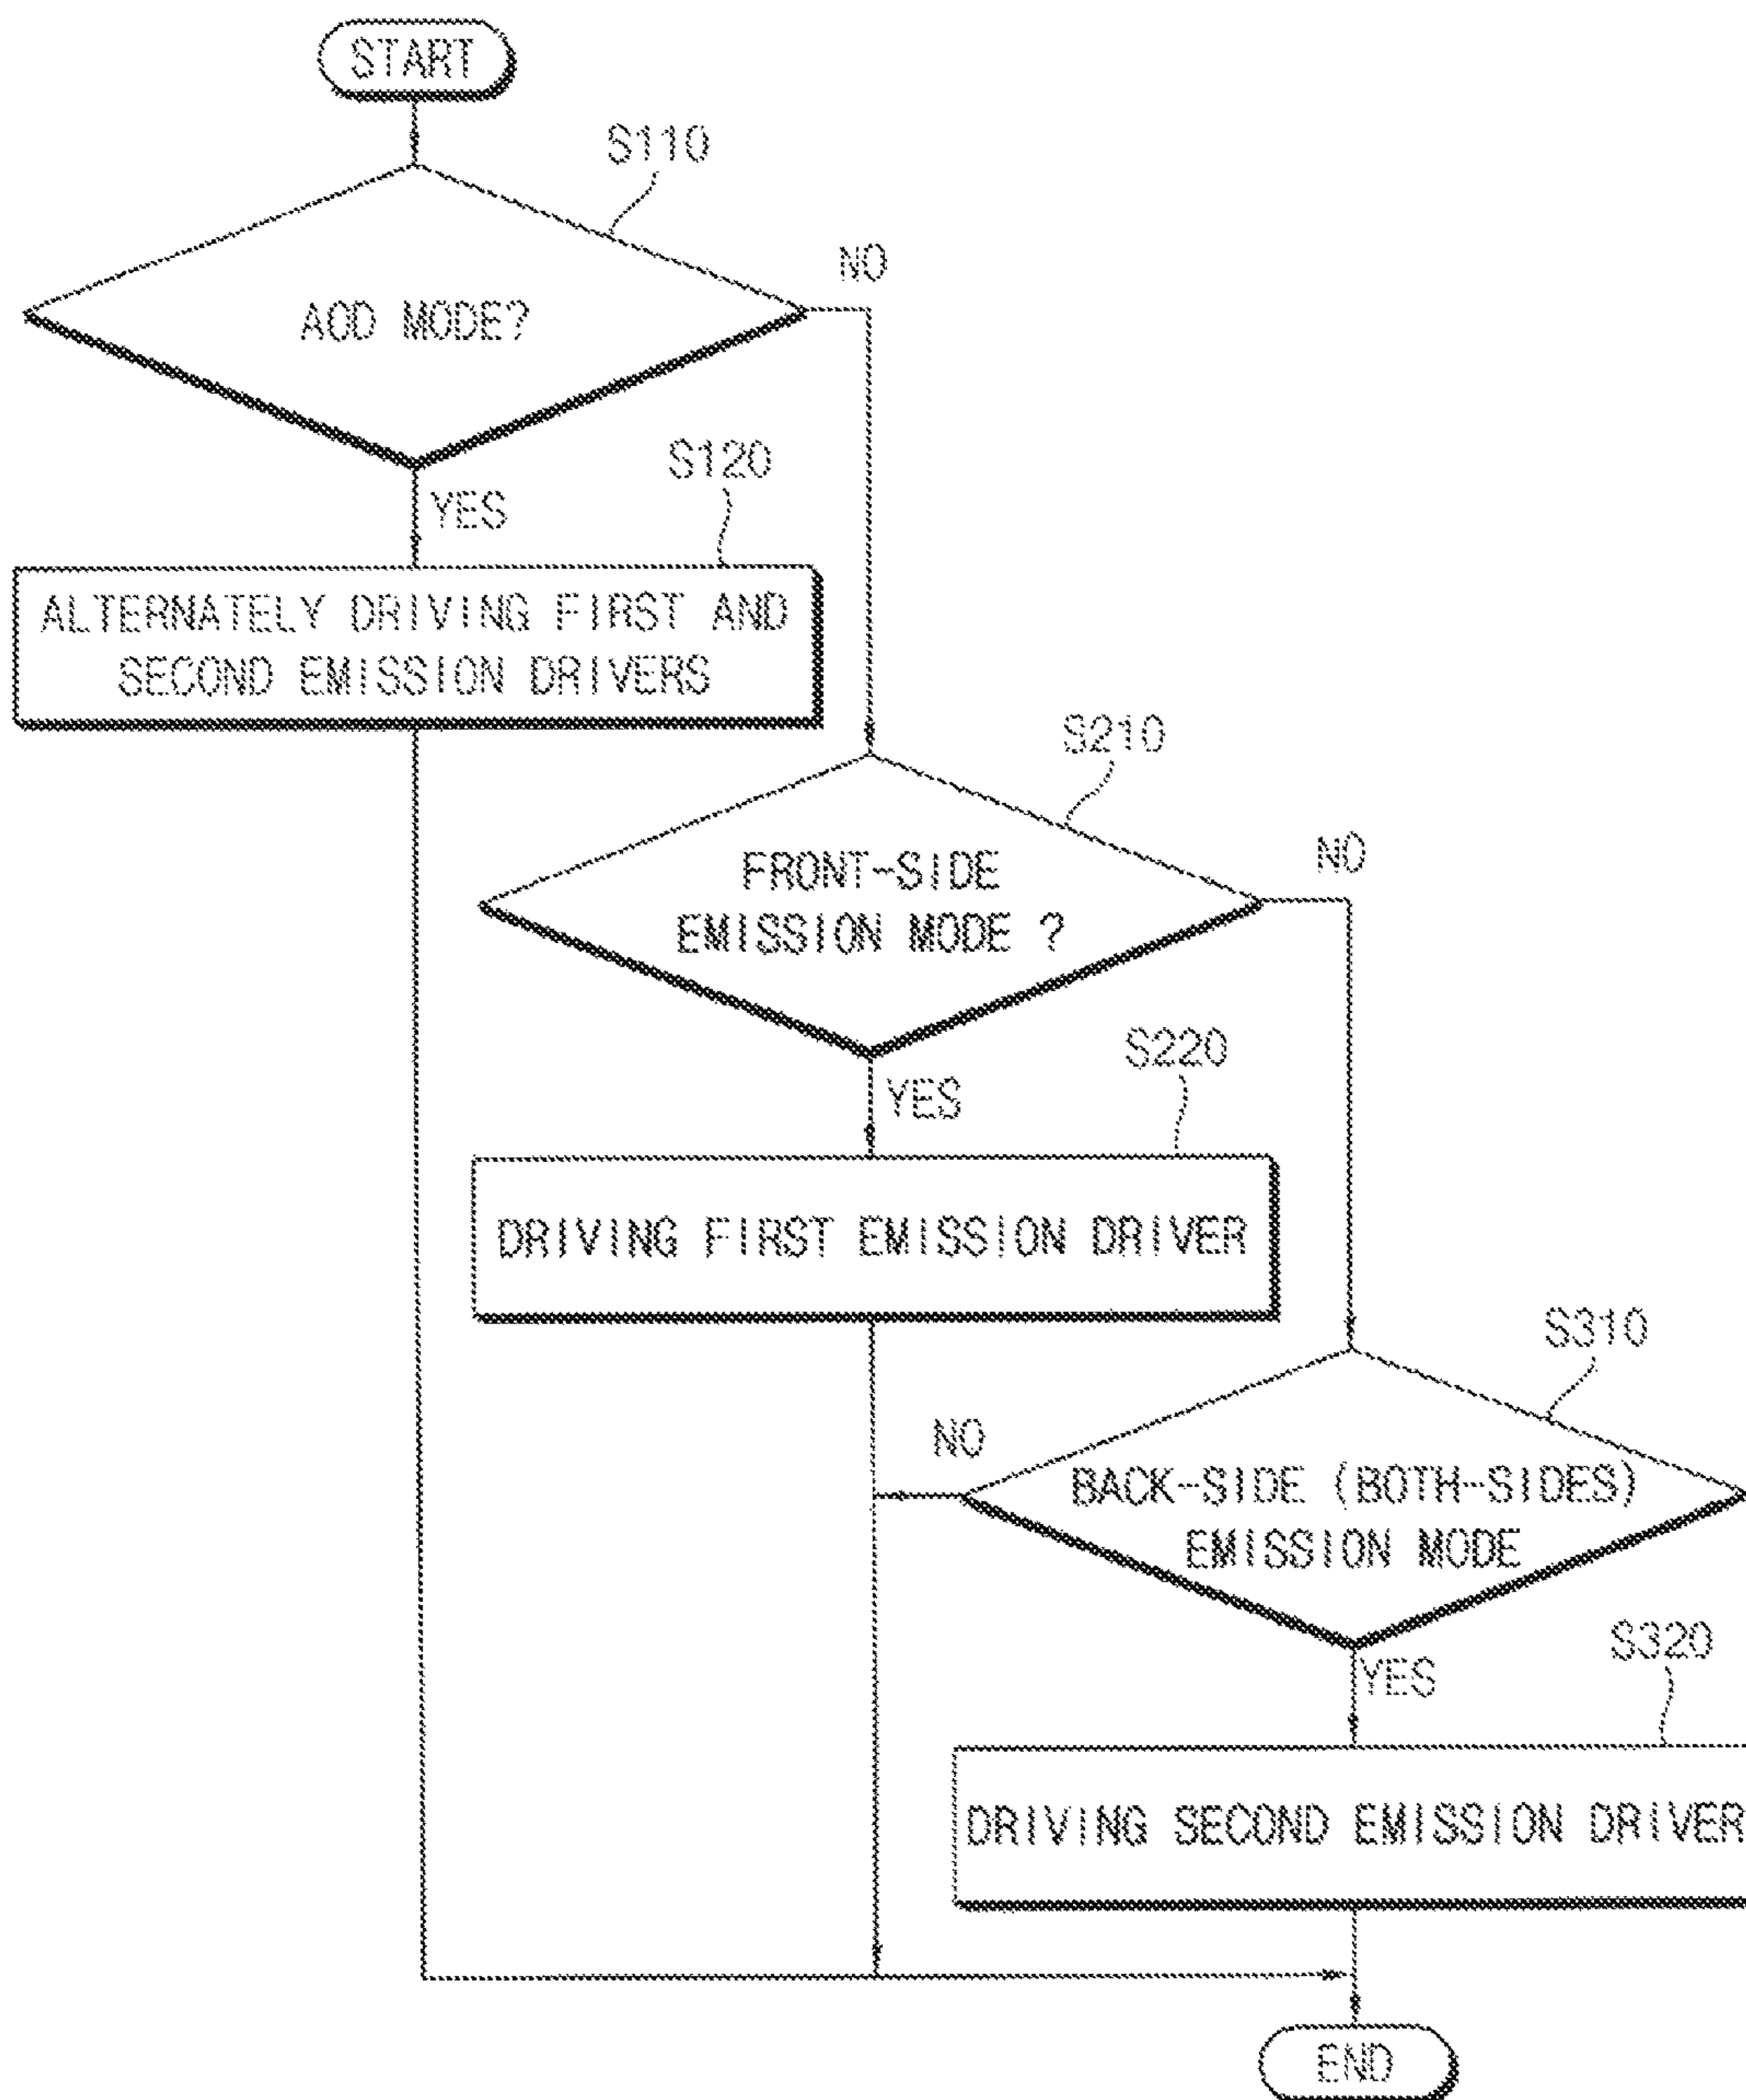 START
S110
NO
AOD MODE?
S120
YES
ALTERNATELY DRIVING FIRST AND
SECOND EMISSION DRIVERS
S210
NO
FRONT-SIDE
EMISSION MODE ?
S220
YES
DRIVING FIRST EMISSION DRIVER
S310
NO
BACK-SIDE (BOTH-SIDES)
EMISSION MODE
S320
YES
DRIVING SECOND EMISSION DRIVER
END